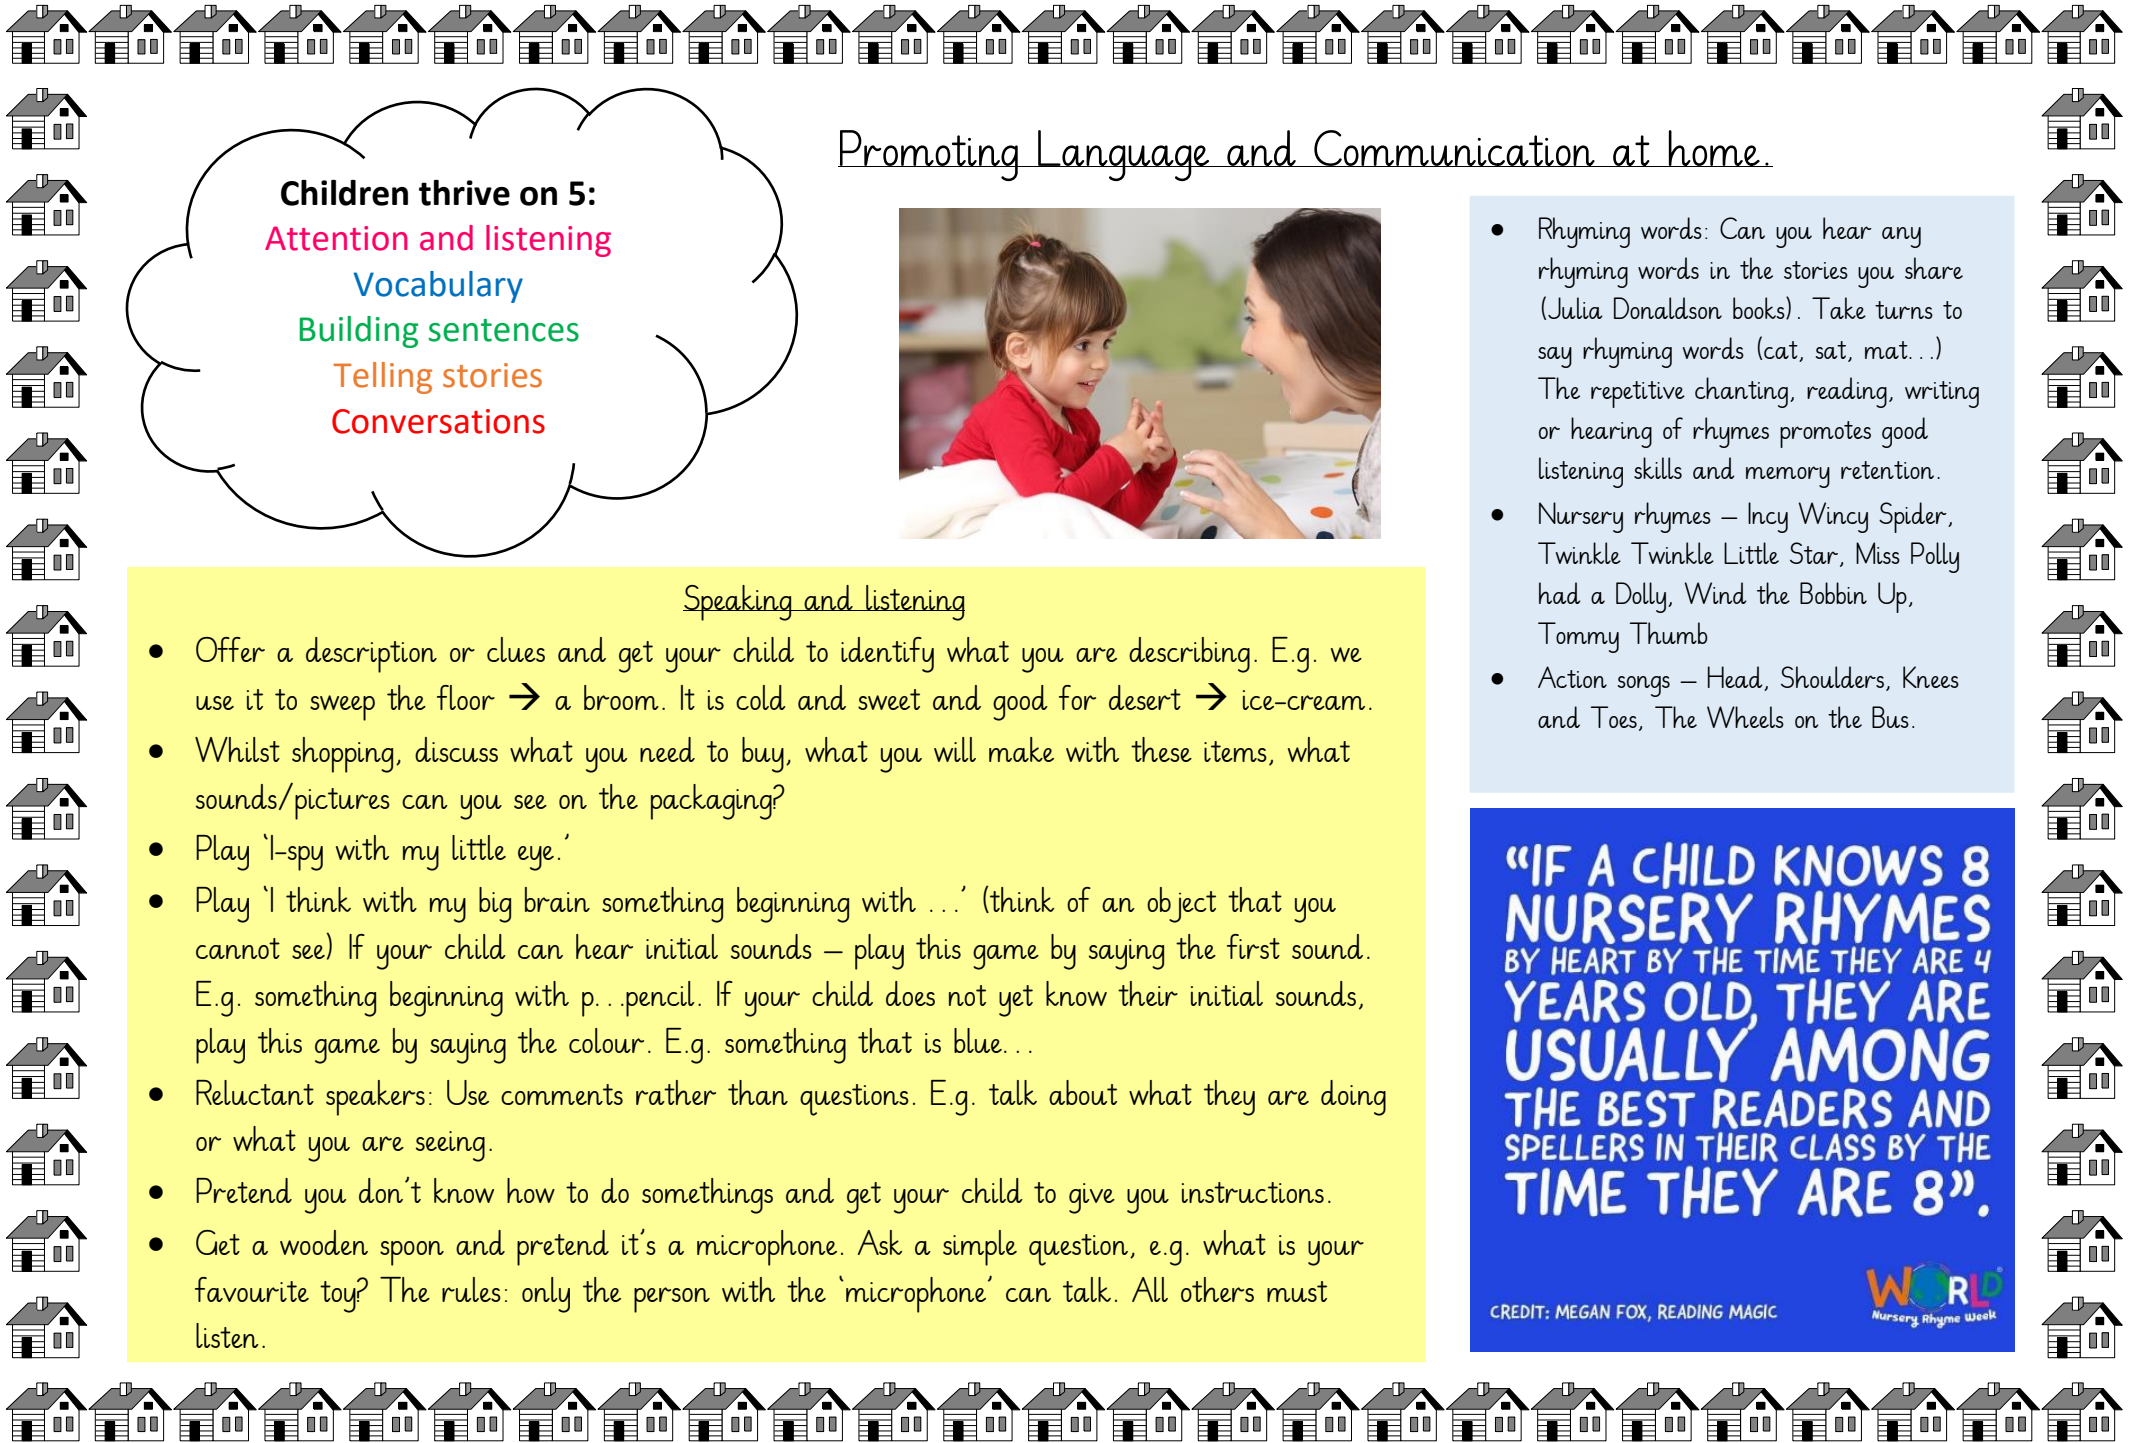 Promoting Language and Communication at home.
Children thrive on 5:
Attention and listening
Vocabulary
Building sentences
Telling stories
Conversations
● Rhyming words: Can you hear any
rhyming words in the stories you share
(Julia Donaldson books). Take turns to
say rhyming words (cat, sat, mat...)
The repetitive chanting, reading, writing
or hearing of rhymes promotes good
listening skills and memory retention.
● Nursery rhymes – Incy Wincy Spider,
Twinkle Twinkle Little Star, Miss Polly
had a Dolly, Wind the Bobbin Up,
Tommy Thumb
● Action songs – Head, Shoulders, Knees
and Toes, The Wheels on the Bus.
Speaking and listening
● Offer a description or clues and get your child to identify what you are describing. E.g. we
use it to sweep the floor → a broom. It is cold and sweet and good for desert → ice-cream.
● Whilst shopping, discuss what you need to buy, what you will make with these items, what
sounds/pictures can you see on the packaging?
● Play ‘I-spy with my little eye.’
● Play ‘I think with my big brain something beginning with ...’ (think of an object that you
cannot see) If your child can hear initial sounds – play this game by saying the first sound.
E.g. something beginning with p...pencil. If your child does not yet know their initial sounds,
play this game by saying the colour. E.g. something that is blue...
● Reluctant speakers: Use comments rather than questions. E.g. talk about what they are doing
or what you are seeing.
● Pretend you don’t know how to do somethings and get your child to give you instructions.
● Get a wooden spoon and pretend it’s a microphone. Ask a simple question, e.g. what is your
favourite toy? The rules: only the person with the ‘microphone’ can talk. All others must
listen.
“IF A CHILD KNOWS 8
NURSERY RHYMES
BY HEART BY THE TIME THEY ARE 4
YEARS OLD, THEY ARE
USUALLY AMONG
THE BEST READERS AND
SPELLERS IN THEIR CLASS BY THE
TIME THEY ARE 8”.
CREDIT: MEGAN FOX, READING MAGIC
WORLD®
Nursery Rhyme Week